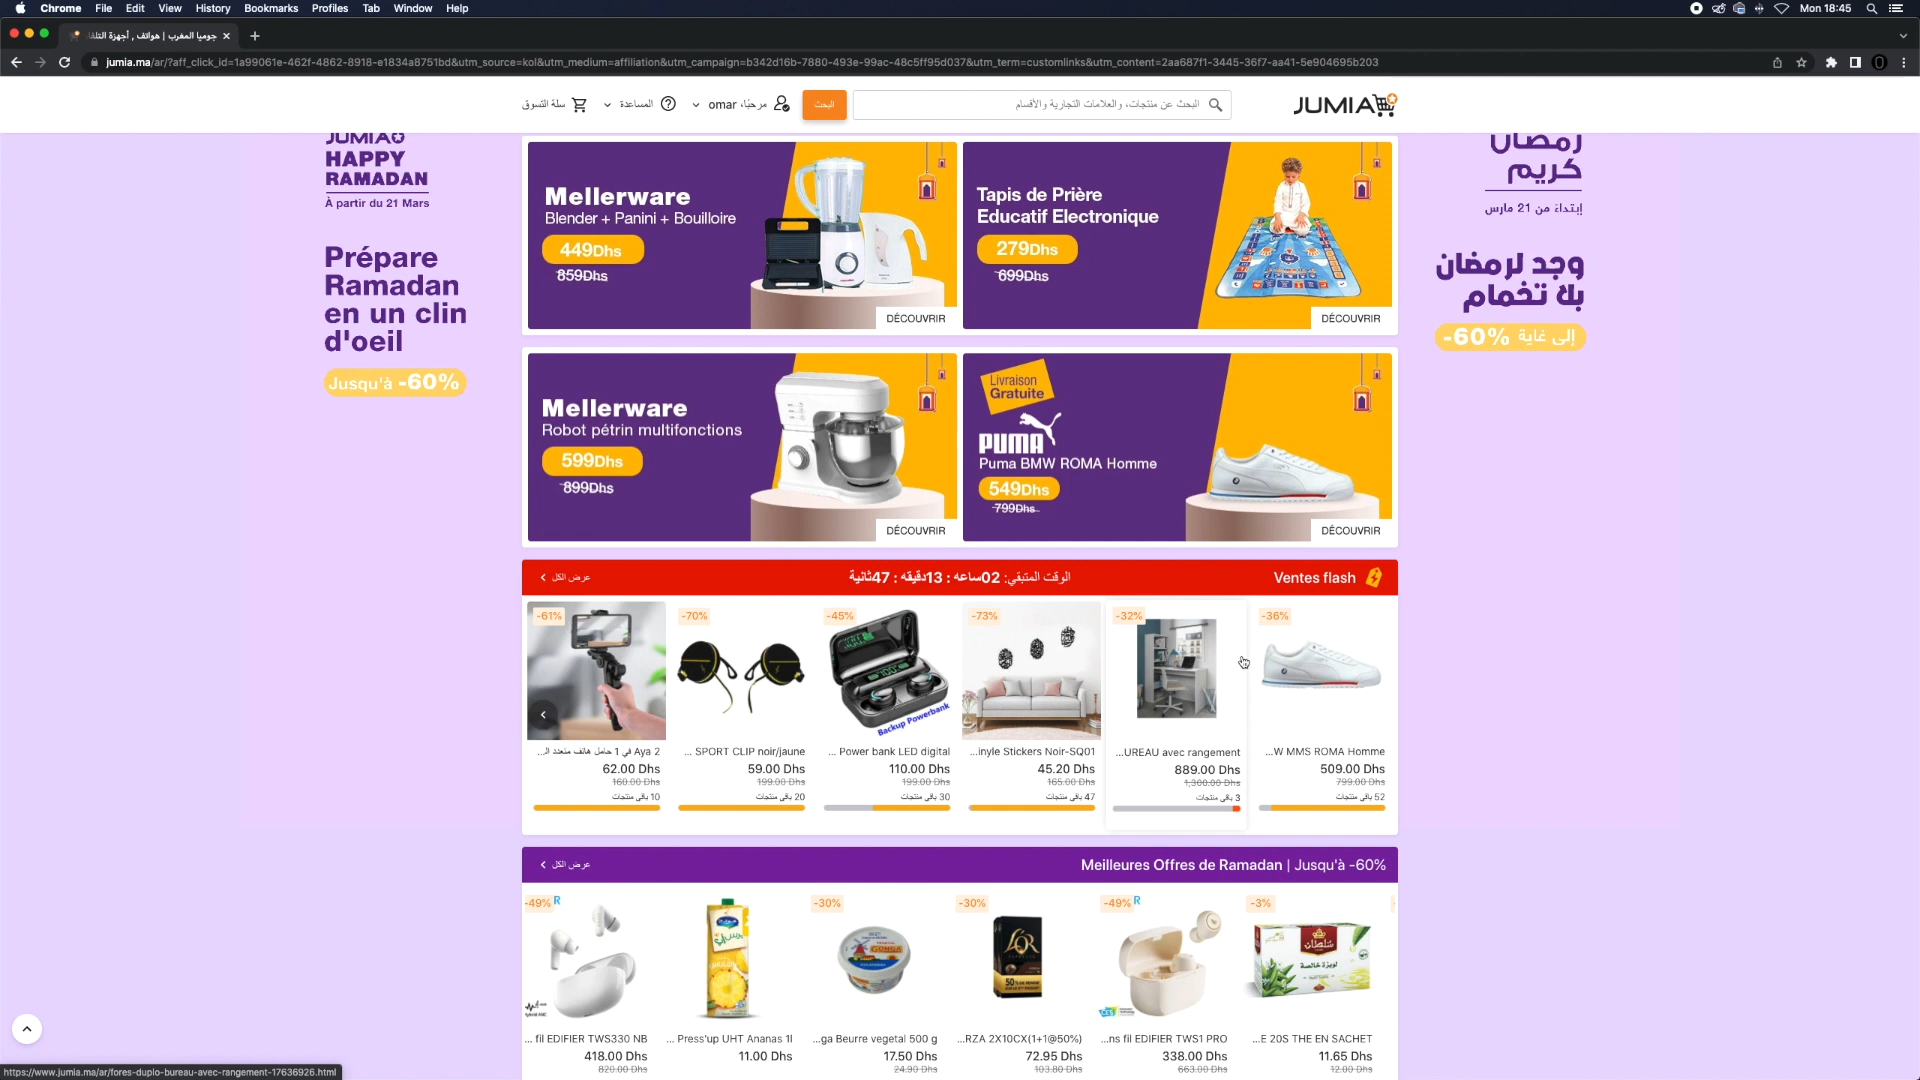 Chrome File Edit View History Bookmarks Profiles Tab Window Help
Mon 18:45
جوميا المغرب | هواتف , أجهزة التلفاز
jumia.ma/ar/?aff_click_id=1a99061e-462f-4862-8918-e1834a8751bd&utm_source=kol&utm_medium=affiliation&utm_campaign=b342d16b-7880-493e-99ac-48c5ff95d037&utm_term=customlinks&utm_content=2aa687f1-3445-36f7-aa41-5e904695b203
JUMIA
البحث عن منتجات، والعلامات التجارية والأقسام
البحث
مرحبًا، omar
المساعدة
سلة التسوق
JUMIA
HAPPY
RAMADAN
À partir du 21 Mars
Prépare
Ramadan
en un clin
d'oeil
Jusqu'à -60%
رمضان
كريم
إبتداءً من 21 مارس
وجد لرمضان
بلا تخمام
إلى غاية -60%
Mellerware
Blender + Panini + Bouilloire
449Dhs
859Dhs
DÉCOUVRIR
Tapis de Prière
Educatif Electronique
279Dhs
699Dhs
DÉCOUVRIR
Mellerware
Robot pétrin multifonctions
599Dhs
899Dhs
DÉCOUVRIR
Livraison
Gratuite
PUMA
Puma BMW ROMA Homme
549Dhs
799Dhs
DÉCOUVRIR
Ventes flash
الوقت المتبقي: 02ساعه : 13دقيقه : 47ثانية
عرض الكل
-36%
...W MMS ROMA Homme
509.00 Dhs
799.00 Dhs
52 باقي منتجات
-32%
...UREAU avec rangement
889.00 Dhs
1,300.00 Dhs
3 باقي منتجات
-73%
...inyle Stickers Noir-SQ01
45.20 Dhs
165.00 Dhs
47 باقي منتجات
-45%
100
Backup Powerbank
... Power bank LED digital
110.00 Dhs
199.00 Dhs
30 باقي منتجات
-70%
... SPORT CLIP noir/jaune
59.00 Dhs
199.00 Dhs
20 باقي منتجات
-61%
Aya 2 في 1 حامل هاتف متعدد ال...
62.00 Dhs
160.00 Dhs
10 باقي منتجات
Meilleures Offres de Ramadan | Jusqu'à -60%
عرض الكل
-3%
سلطان
لويزة خالصة
...E 20S THE EN SACHET
11.65 Dhs
12.00 Dhs
-49% R
...ns fil EDIFIER TWS1 PRO
338.00 Dhs
663.00 Dhs
-30%
L'OR
...RZA 2X10CX(1+1@50%)
72.95 Dhs
103.80 Dhs
-30%
GONGA
...ga Beurre vegetal 500 g
17.50 Dhs
24.90 Dhs
... Press'up UHT Ananas 1l
11.00 Dhs
-49% R
... fil EDIFIER TWS330 NB
418.00 Dhs
820.00 Dhs
https://www.jumia.ma/ar/fores-duplo-bureau-avec-rangement-17636926.html